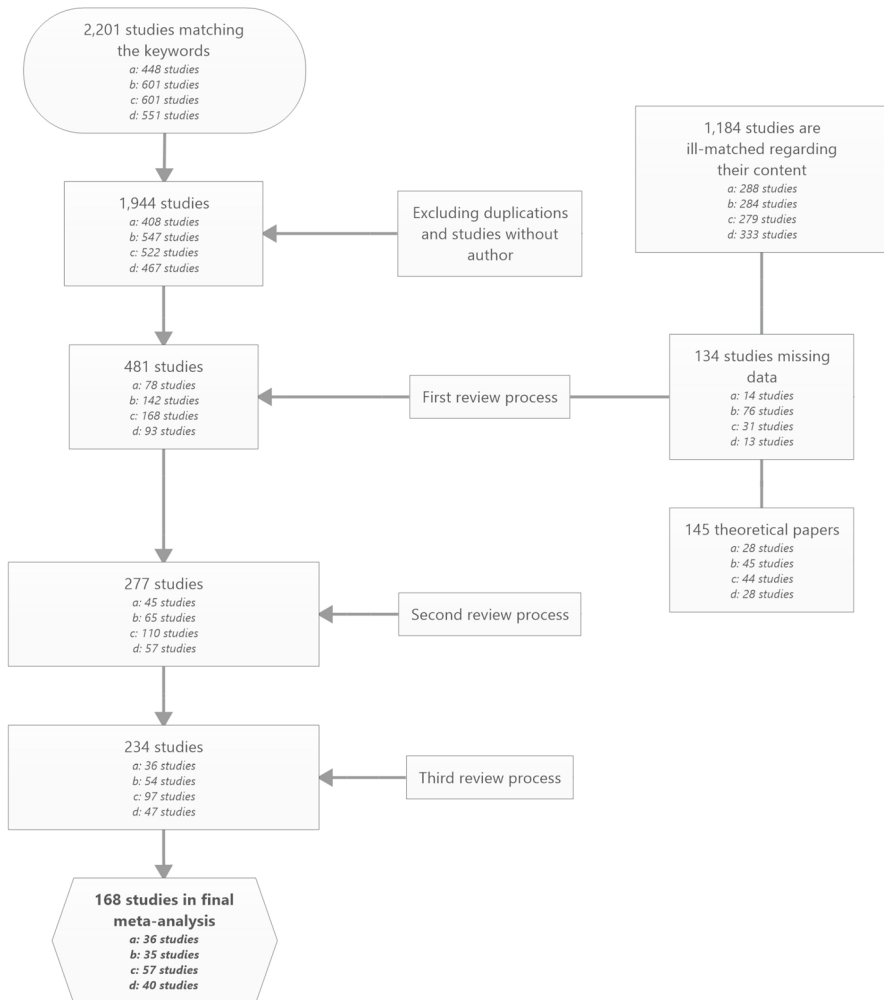 2,201 studies matching
the keywords
a: 448 studies
b: 601 studies
c: 601 studies
d: 551 studies
1,184 studies are
ill-matched regarding
their content
a: 288 studies
b: 284 studies
c: 279 studies
d: 333 studies
1,944 studies
a: 408 studies
b: 547 studies
c: 522 studies
d: 467 studies
Excluding duplications
and studies without
author
481 studies
a: 78 studies
b: 142 studies
c: 168 studies
d: 93 studies
First review process
134 studies missing
data
a: 14 studies
b: 76 studies
c: 31 studies
d: 13 studies
145 theoretical papers
a: 28 studies
b: 45 studies
c: 44 studies
d: 28 studies
277 studies
a: 45 studies
b: 65 studies
c: 110 studies
d: 57 studies
Second review process
234 studies
a: 36 studies
b: 54 studies
c: 97 studies
d: 47 studies
Third review process
168 studies in final
meta-analysis
a: 36 studies
b: 35 studies
c: 57 studies
d: 40 studies